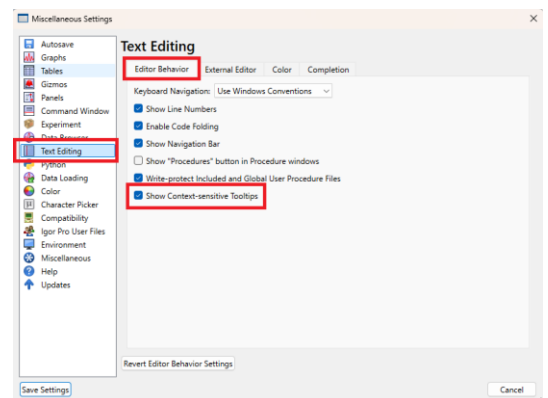 Miscellaneous Settings
Autosave
Graphs
Tables
Gizmos
Panels
Command Window
Experiment
Data Browser
Text Editing
Python
Data Loading
Color
Character Picker
Compatibility
Igor Pro User Files
Environment
Miscellaneous
Help
Updates
Text Editing
Editor Behavior External Editor Color Completion
Keyboard Navigation: Use Windows Conventions
Show Line Numbers
Enable Code Folding
Show Navigation Bar
Show "Procedures" button in Procedure windows
Write-protect Included and Global User Procedure Files
Show Context-sensitive Tooltips
Revert Editor Behavior Settings
Save Settings Cancel